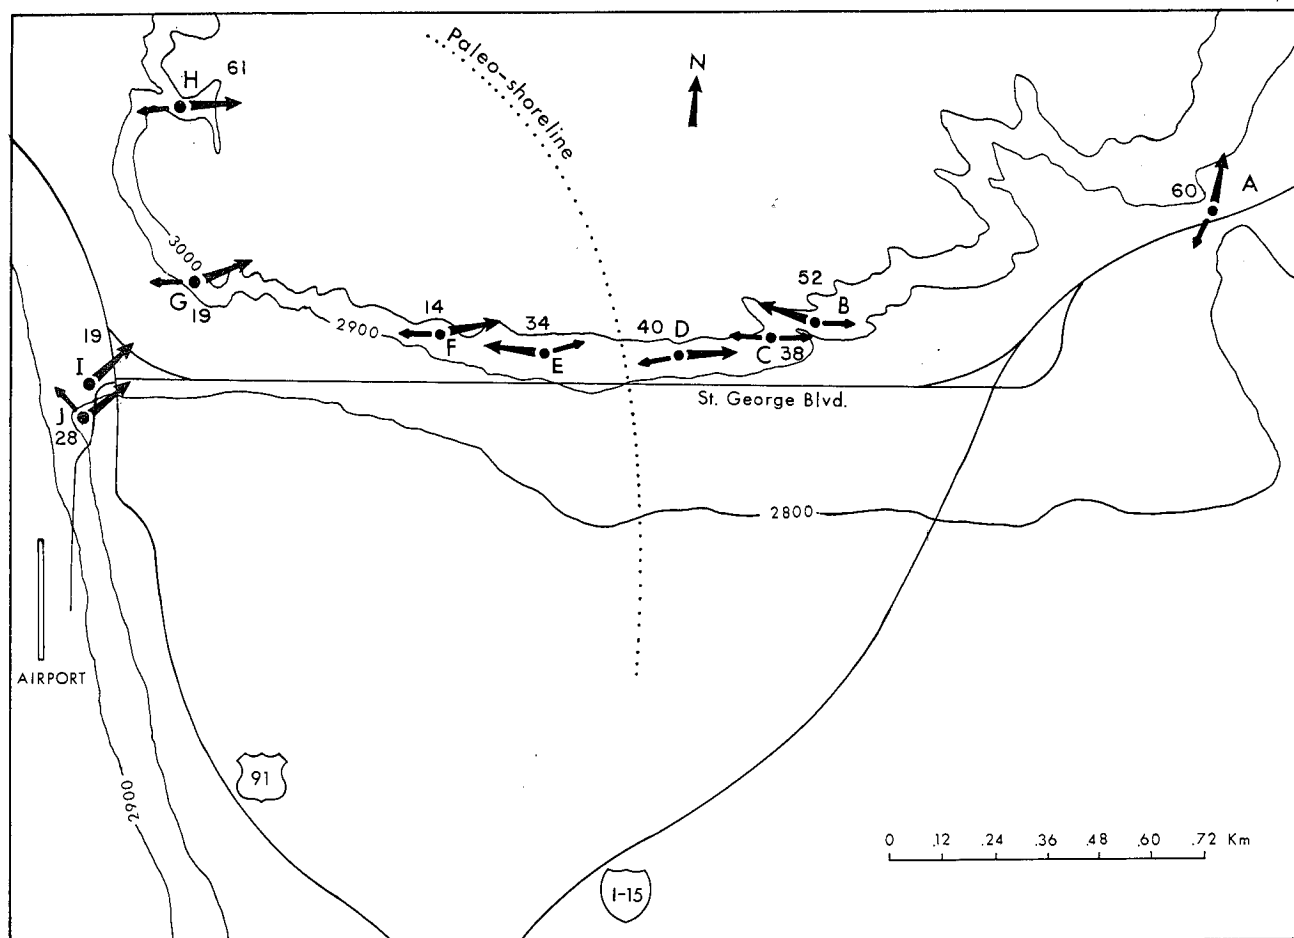 61
H
Paleo-shoreline
N
60
A
3000
52
G
19
14
34
40
D
B
2900
F
E
C
38
19
I
St. George Blvd.
J
28
2800
AIRPORT
91
2900
0 .12 .24 .36 .48 .60 .72 Km
I-15